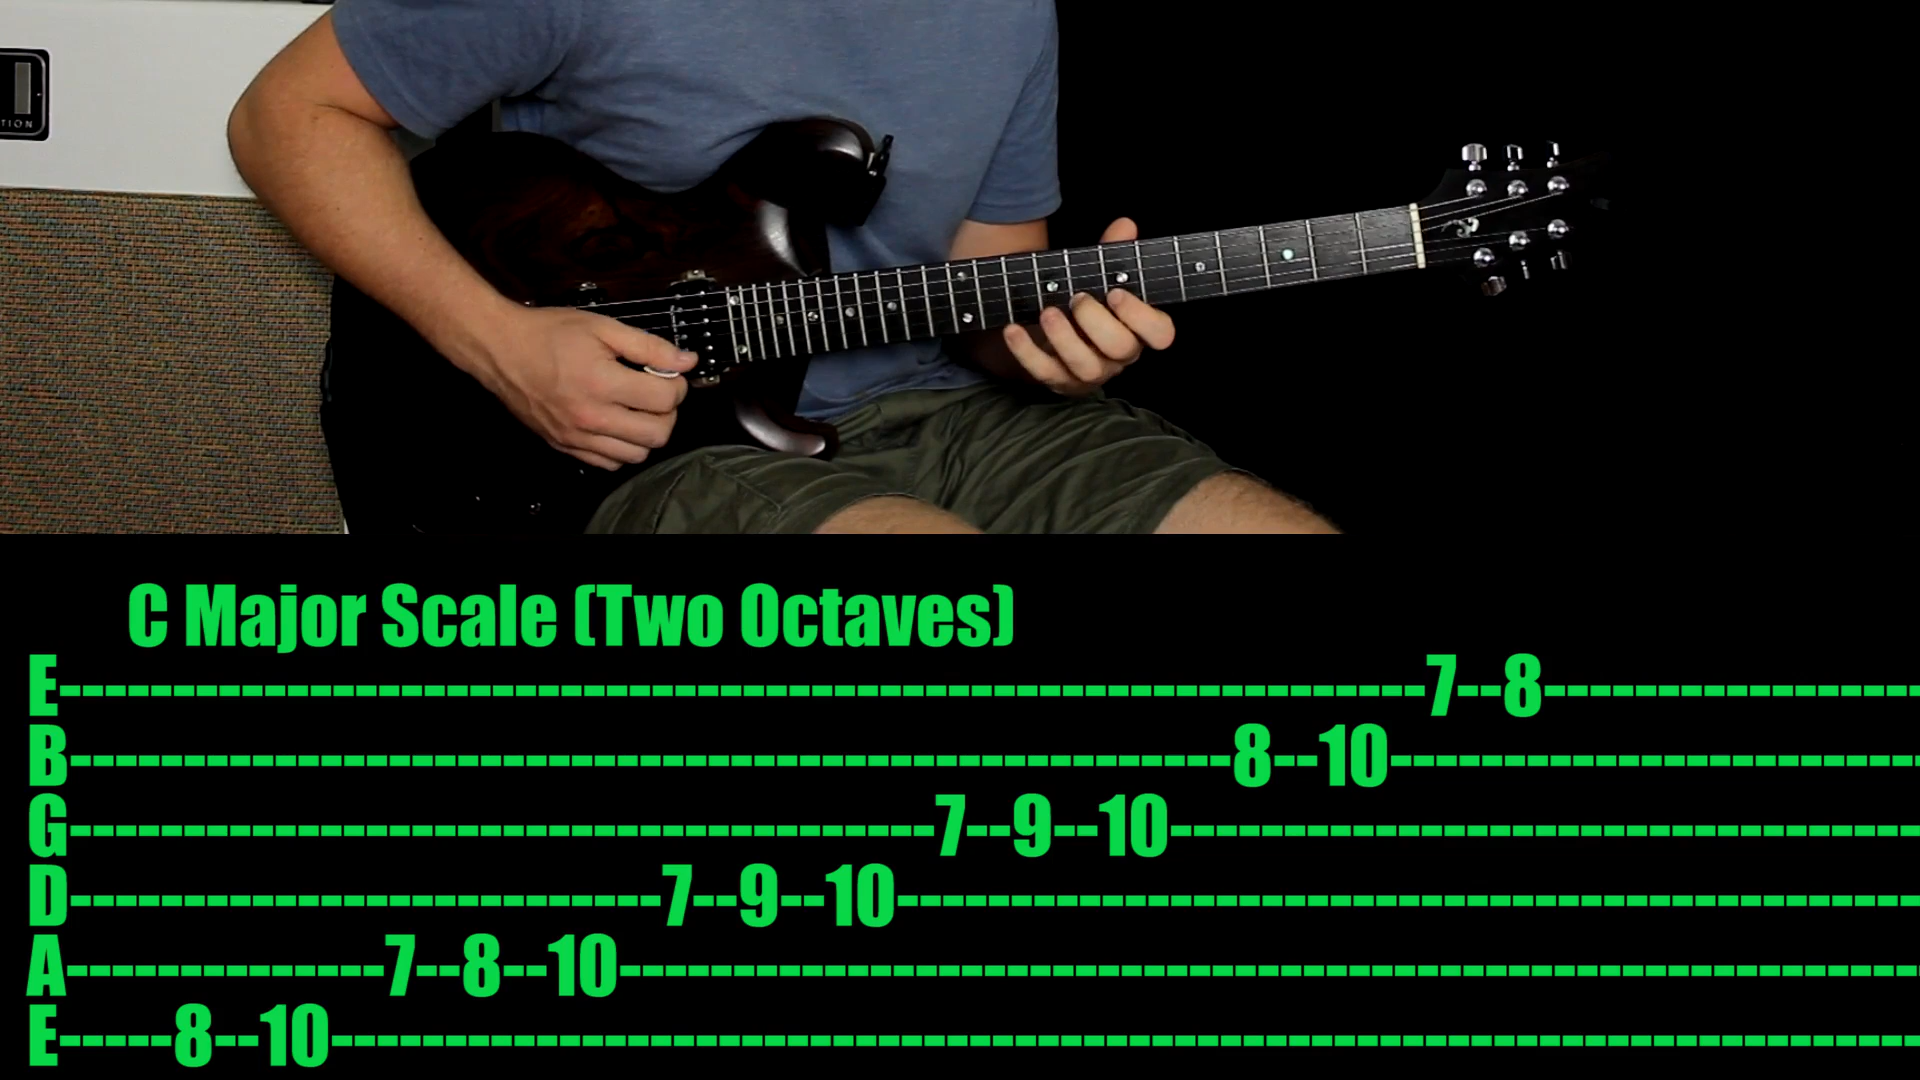 TION
C Major Scale (Two Octaves)
E------------------------------------------------------------7--8-----------------
B---------------------------------------------------8--10-----------------------
G--------------------------------------7--9--10---------------------------------
D--------------------------7--9--10---------------------------------------------
A--------------7--8--10---------------------------------------------------------
E-----8--10----------------------------------------------------------------------